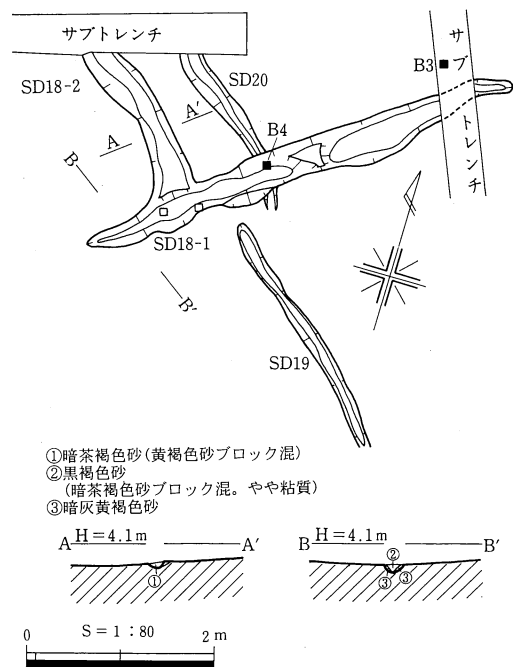 サブトレンチ
サブトレンチ
SD18-2
SD20
B3
A
A′
B4
B
SD18-1
B′
SD19
①暗茶褐色砂(黄褐色砂ブロック混)
②黒褐色砂
(暗茶褐色砂ブロック混。やや粘質)
③暗灰黄褐色砂
A H=4.1m A′
①
B H=4.1m B′
②
③ ③
0 S=1:80 2m